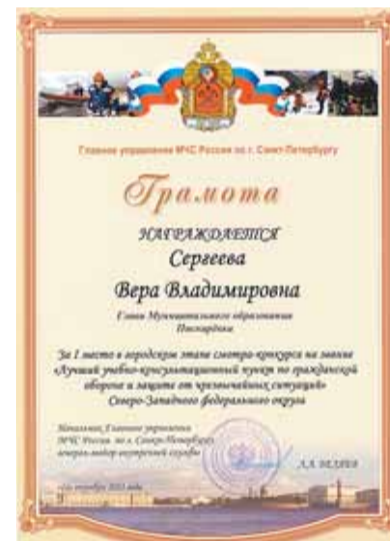 Главное управление МЧС России по г. Санкт-Петербургу
Грамота
НАГРАЖДАЕТСЯ
Сергеева
Вера Владимировна
Глава Муниципального образования
Пискарёвка
За I место в городском этапе смотра-конкурса на звание
«Лучший учебно-консультационный пункт по гражданской
обороне и защите от чрезвычайных ситуаций»
Северо-Западного федерального округа
Начальник Главного управления
МЧС России по г. Санкт-Петербургу
генерал-майор внутренней службы
октября